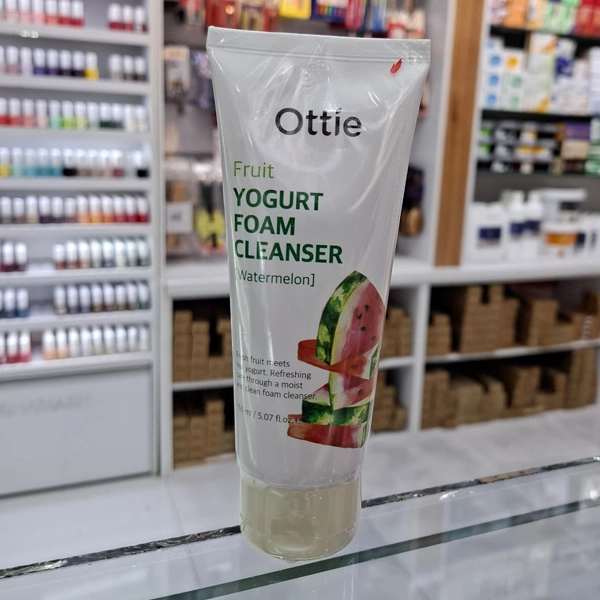 Ottie
Fruit
YOGURT
FOAM
CLEANSER
[Watermelon]
fruit meets
yogurt. Refreshing
through a moist
clean foam cleanser.
ml / 5.07 fl.oz.